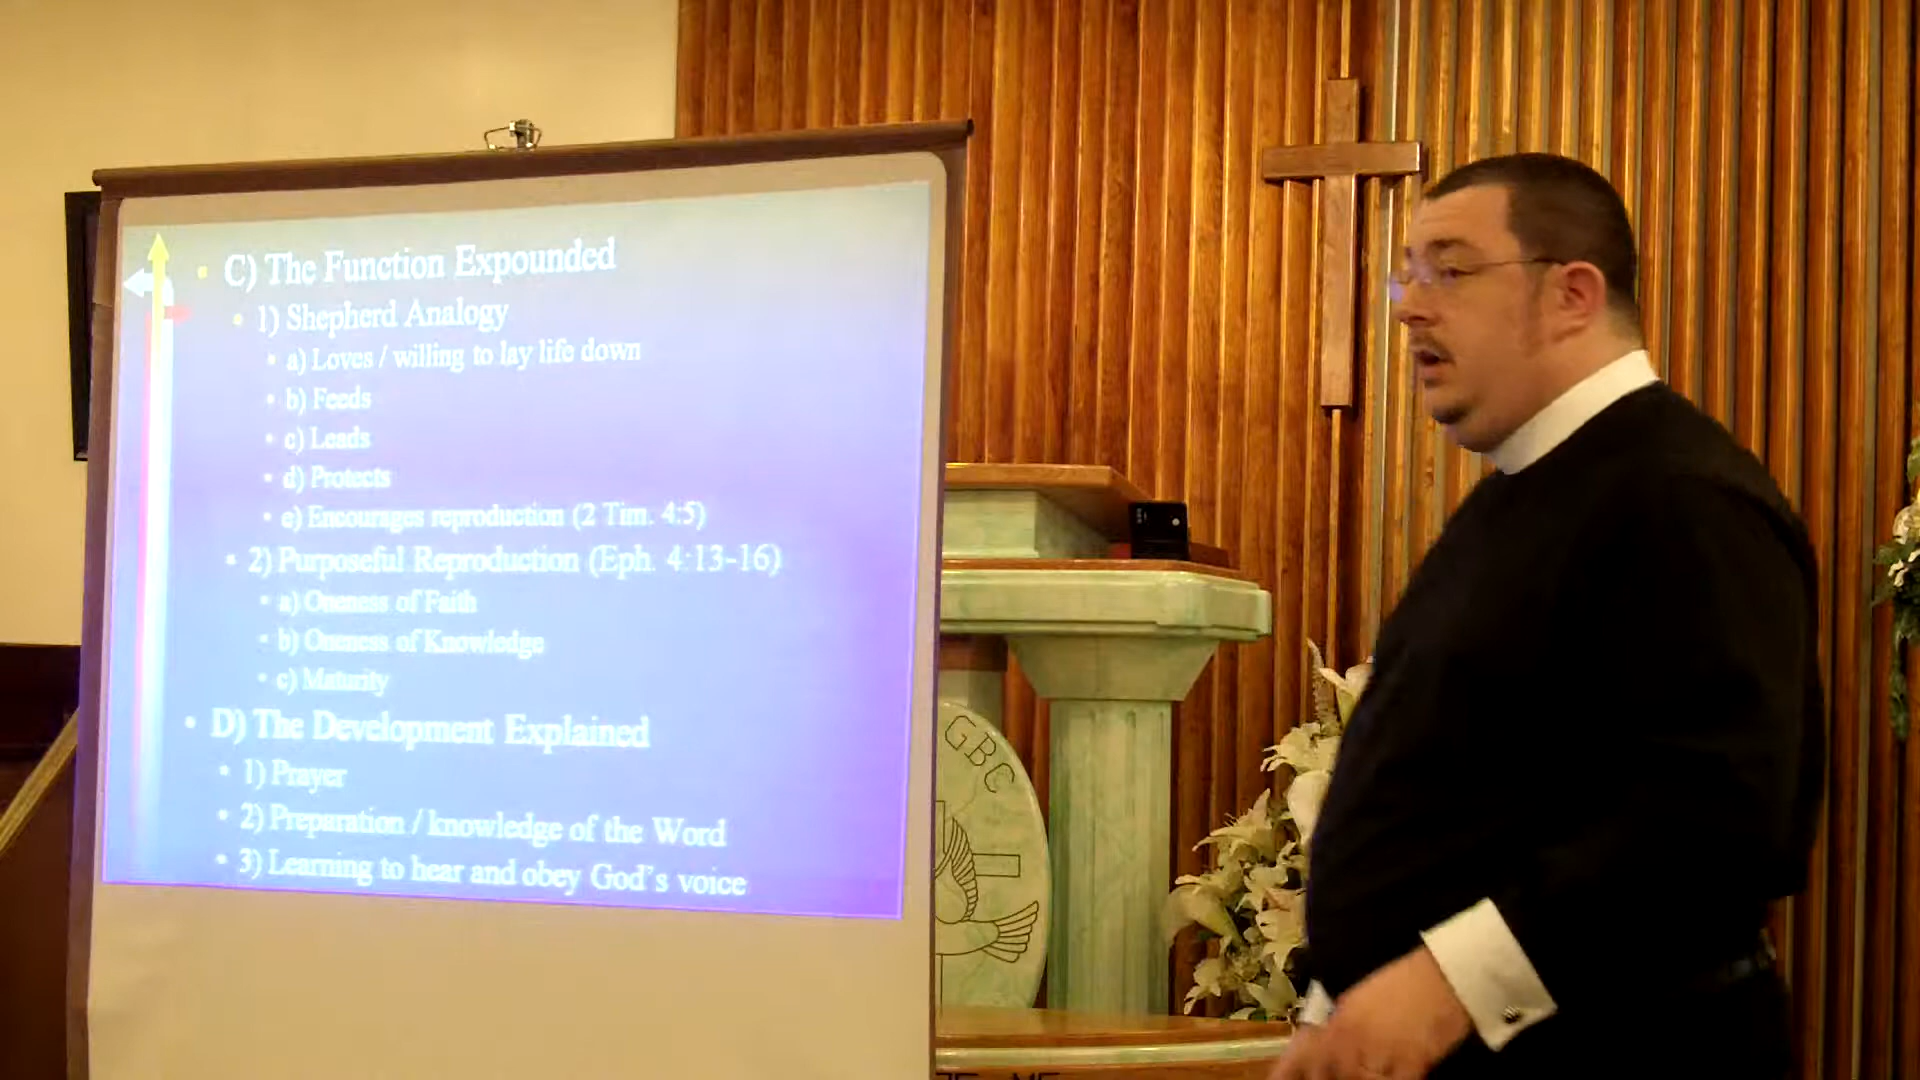 C) The Function Expounded
1) Shepherd Analogy
a) Loves / willing to lay life down
b) Feeds
c) Leads
d) Protects
e) Encourages reproduction (2 Tim. 4:5)
2) Purposeful Reproduction (Eph. 4:13-16)
a) Oneness of Faith
b) Oneness of Knowledge
c) Maturity
D) The Development Explained
1) Prayer
2) Preparation / knowledge of the Word
3) Learning to hear and obey God's voice
GBC